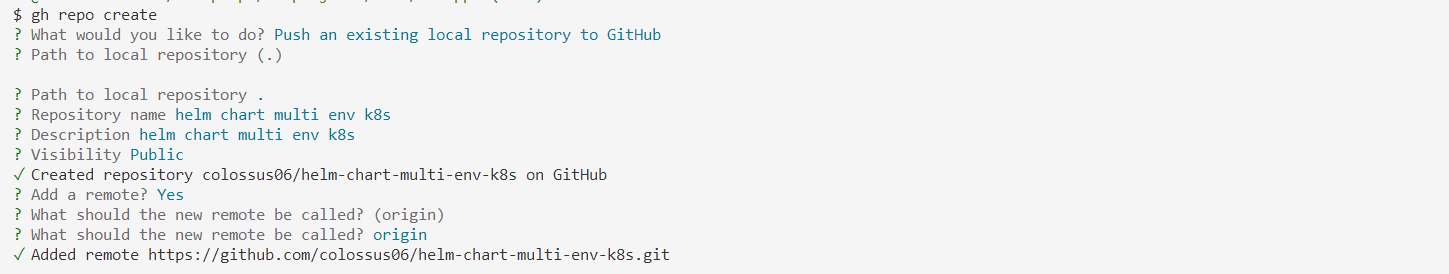 $ gh repo create
? What would you like to do? Push an existing local repository to GitHub
? Path to local repository (.)
? Path to local repository .
? Repository name helm chart multi env k8s
? Description helm chart multi env k8s
? Visibility Public
✓ Created repository colossus06/helm-chart-multi-env-k8s on GitHub
? Add a remote? Yes
? What should the new remote be called? (origin)
? What should the new remote be called? origin
✓ Added remote https://github.com/colossus06/helm-chart-multi-env-k8s.git